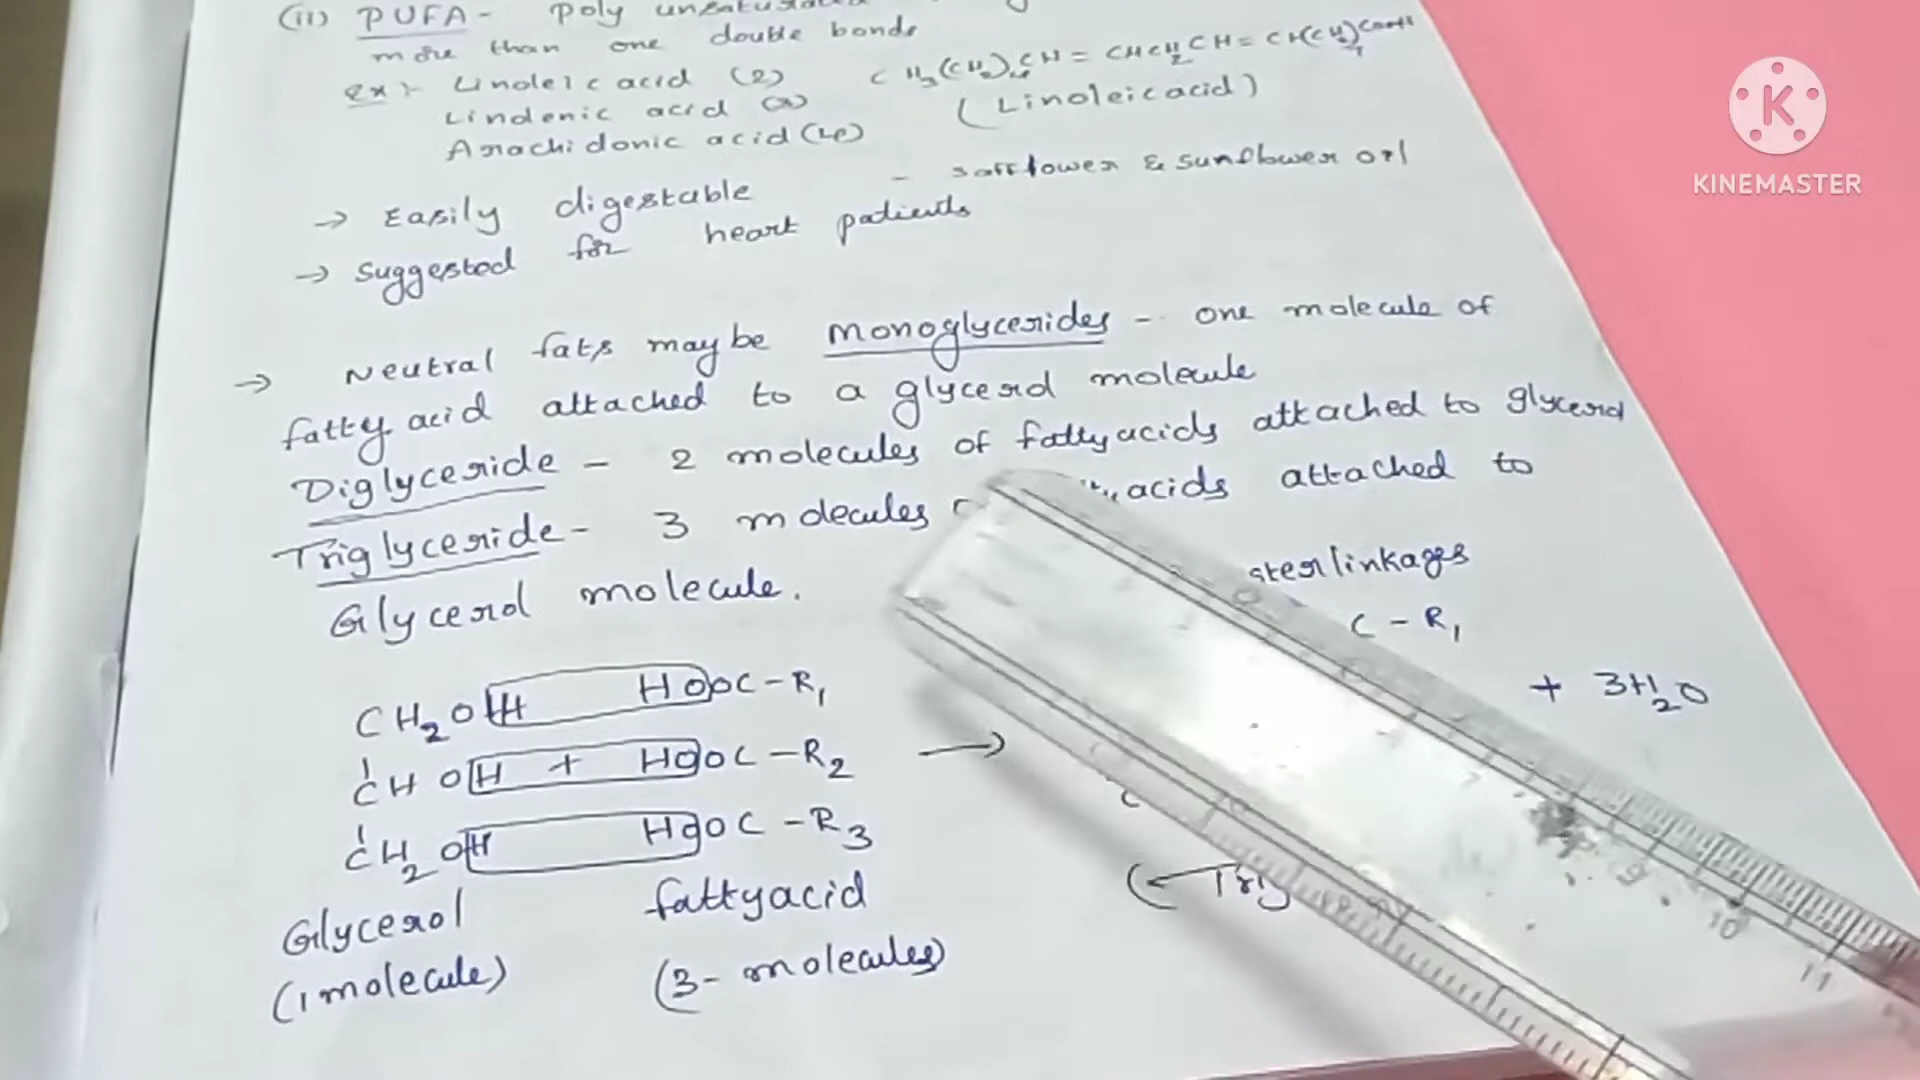 (ii) PUFA - Poly
more than one double bonds
Ex:- Linoleic acid (2) CH3(CH2)4CH = CHCH2CH = CH(CH2)7COOH
Linolenic acid (3) (Linoleic acid)
Arachidonic acid (4)
→ Easily digestable - safflower & sunflower oil
→ suggested for heart patients
→ Neutral fats may be Monoglycerides - one molecule of
fatty acid attached to a glycerol molecule
Diglyceride - 2 molecules of fatty acids attached to glycerol
Triglyceride - 3 molecules acids attached to
Glycerol molecule. linkages
C - R1
CH2OH HOOC - R1 + 3H2O
CHOH + HOOC - R2 →
CH2OH HOOC - R3
Glycerol fatty acid
(1 molecule) (3- molecules)
KINEMASTER